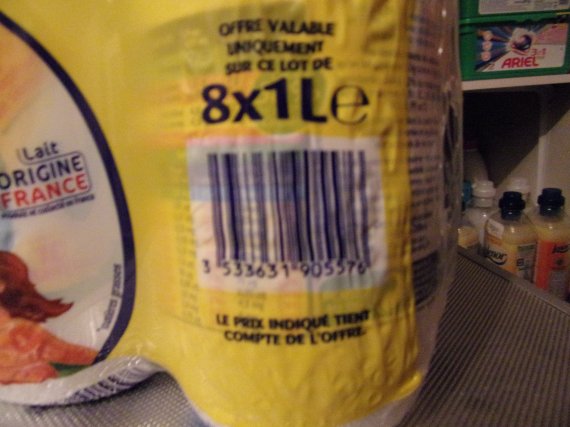 OFFRE VALABLE
UNIQUEMENT
SUR CE LOT DE
8x1L℮
3 533631 905576
LE PRIX INDIQUÉ TIENT
COMPTE DE L'OFFRE.
Lait
ORIGINE
FRANCE
ARIEL